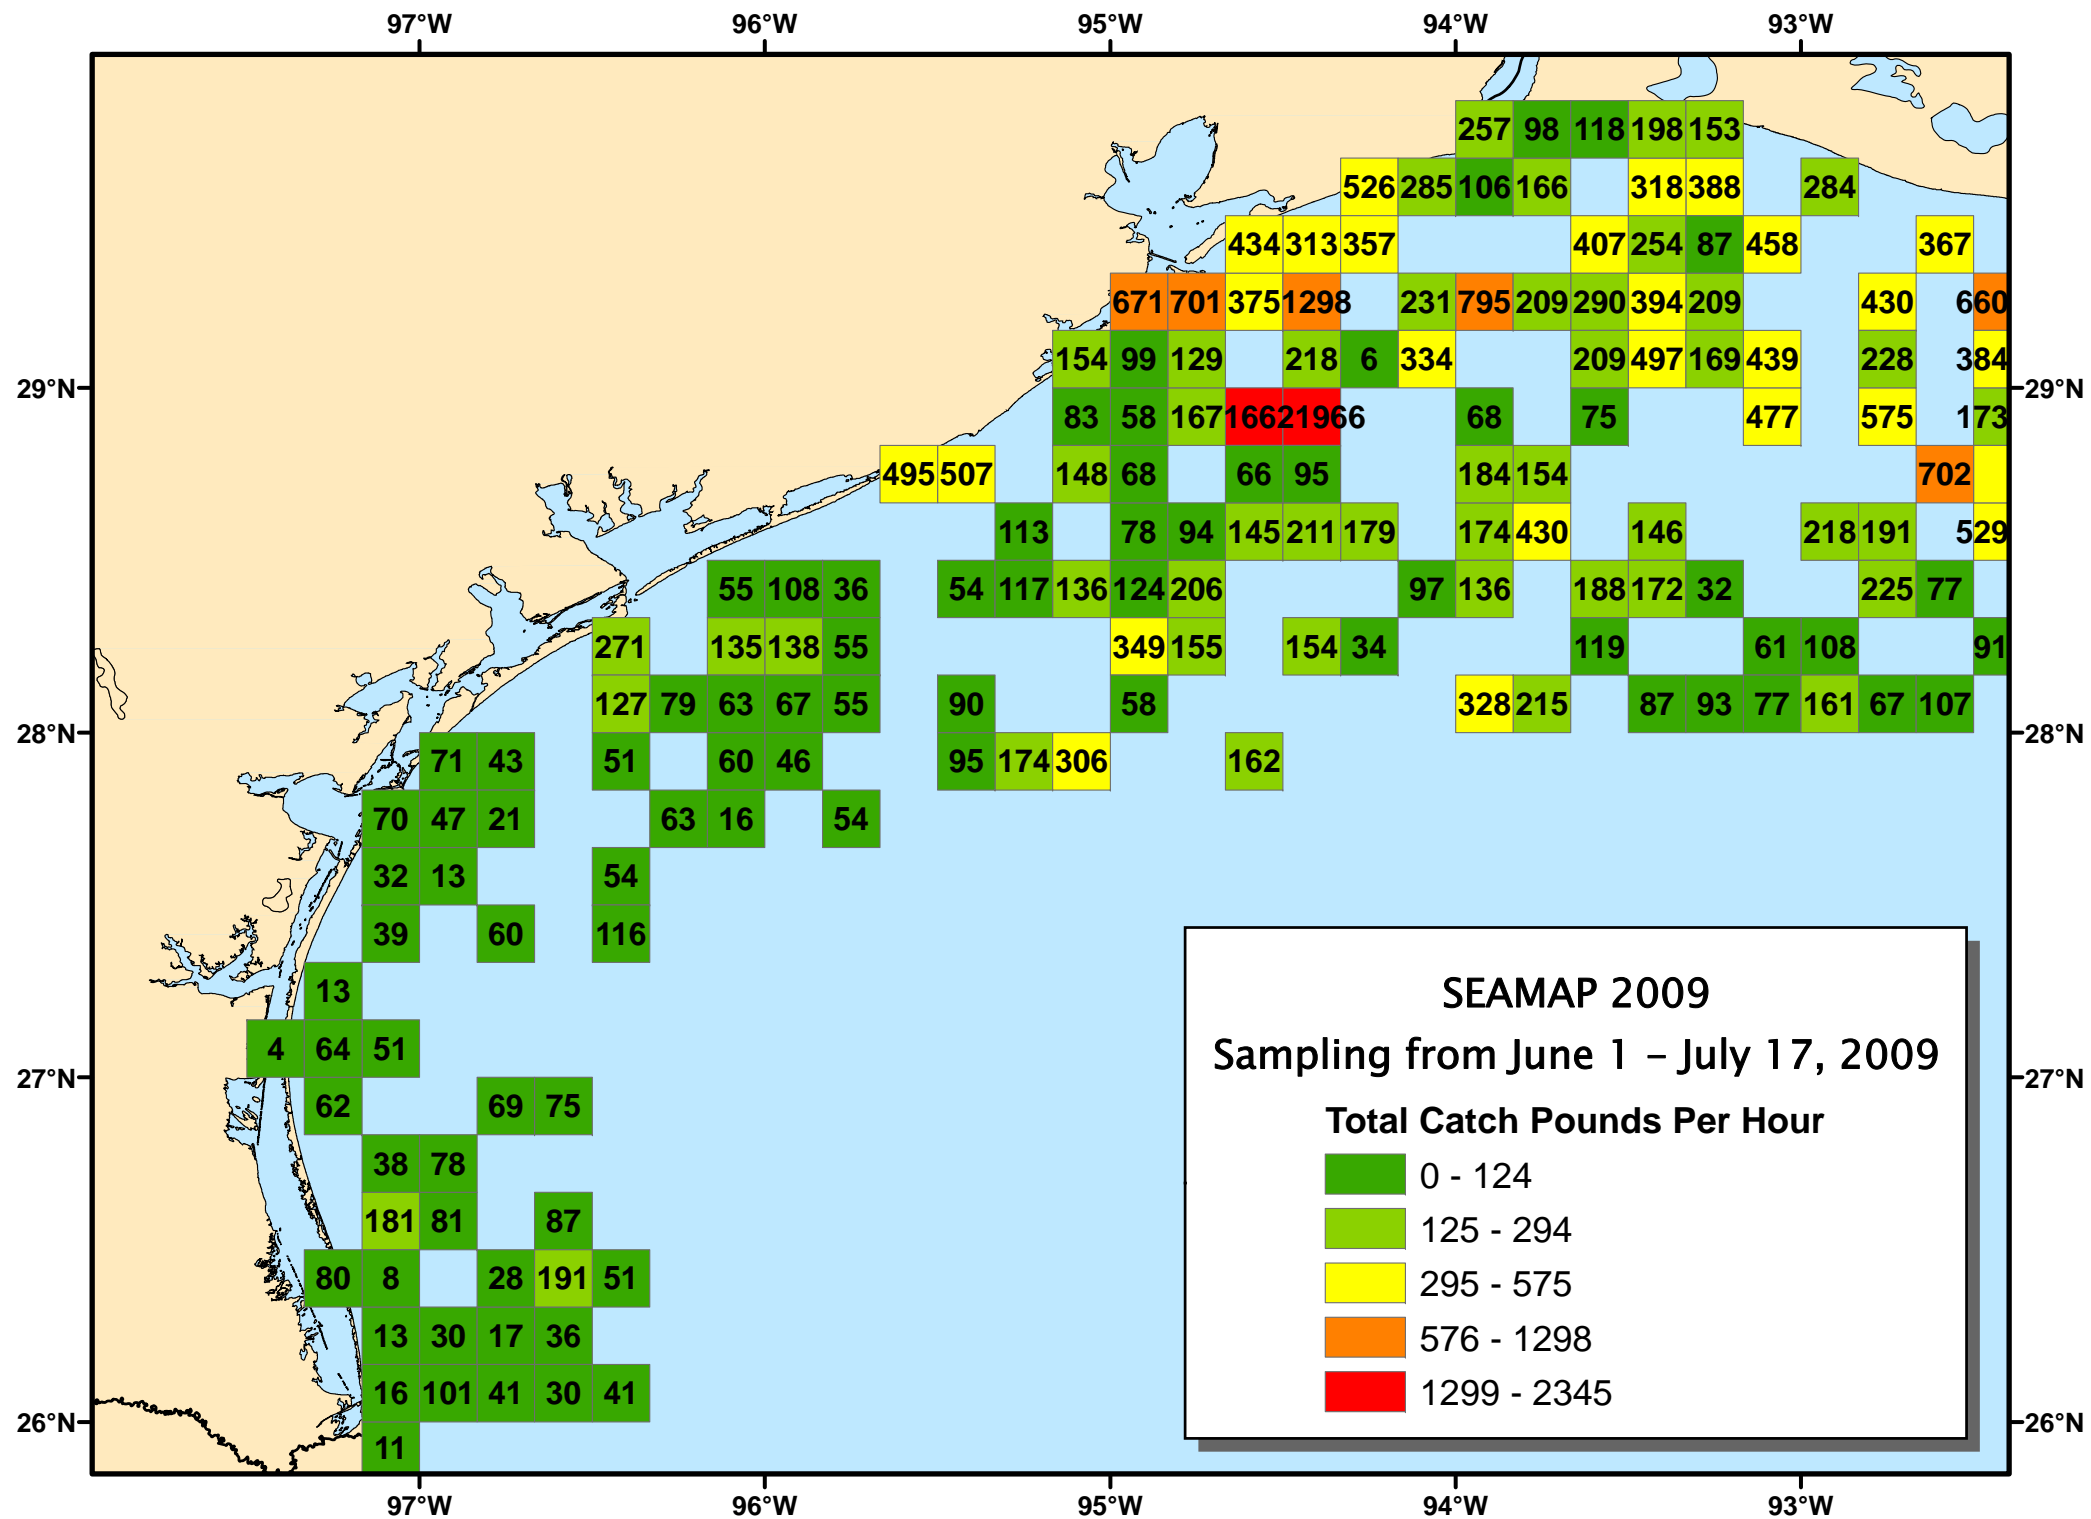 97°W 96°W 95°W 94°W 93°W
257 98 118 198 153
526 285 106 166 318 388 284
434 313 357 407 254 87 458 367
671 701 375 1298 231 795 209 290 394 209 430 660
154 99 129 218 6 334 209 497 169 439 228 384
29°N 29°N
83 58 167 1662 1966 68 75 477 575 173
495 507 148 68 66 95 184 154 702
113 78 94 145 211 179 174 430 146 218 191 529
55 108 36 54 117 136 124 206 97 136 188 172 32 225 77
271 135 138 55 349 155 154 34 119 61 108 91
127 79 63 67 55 90 58 328 215 87 93 77 161 67 107
28°N 28°N
71 43 51 60 46 95 174 306 162
70 47 21 63 16 54
32 13 54
39 60 116
13
4 64 51
27°N 27°N
62 69 75
38 78
181 81 87
80 8 28 191 51
13 30 17 36
16 101 41 30 41
26°N 26°N
11
97°W 96°W 95°W 94°W 93°W
SEAMAP 2009
Sampling from June 1 – July 17, 2009
Total Catch Pounds Per Hour
0 - 124
125 - 294
295 - 575
576 - 1298
1299 - 2345